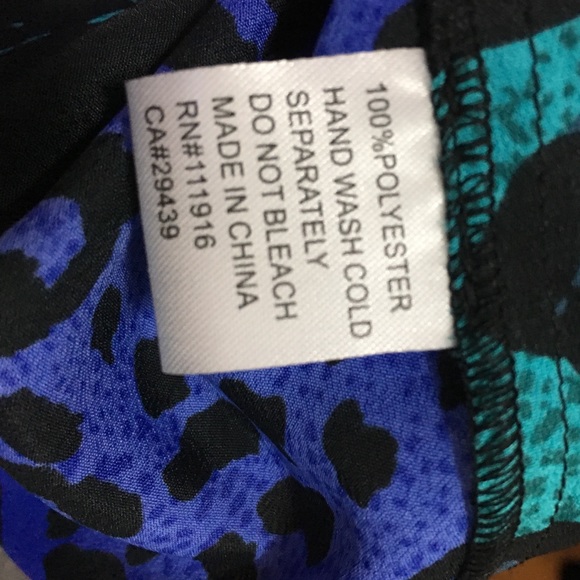 100%POLYESTER
HAND WASH COLD
SEPARATELY
DO NOT BLEACH
MADE IN CHINA
RN#111916
CA#29439